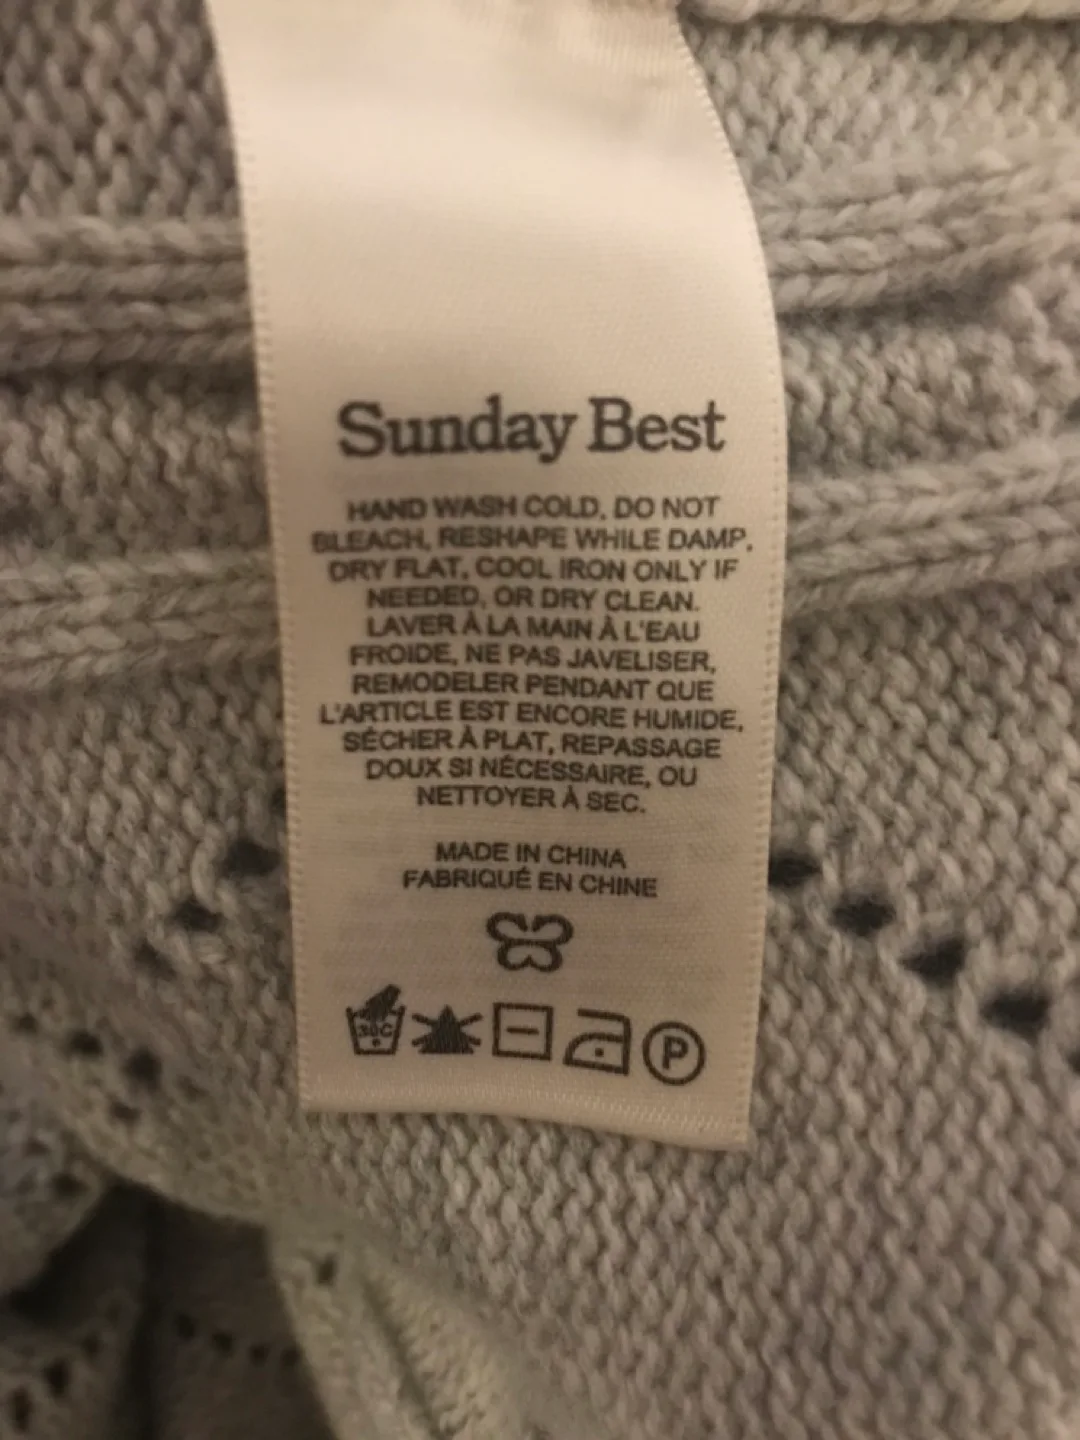 Sunday Best
HAND WASH COLD, DO NOT
BLEACH, RESHAPE WHILE DAMP,
DRY FLAT, COOL IRON ONLY IF
NEEDED, OR DRY CLEAN.
LAVER À LA MAIN À L'EAU
FROIDE, NE PAS JAVELISER,
REMODELER PENDANT QUE
L'ARTICLE EST ENCORE HUMIDE,
SÉCHER À PLAT, REPASSAGE
DOUX SI NÉCESSAIRE, OU
NETTOYER À SEC.
MADE IN CHINA
FABRIQUÉ EN CHINE
30C P